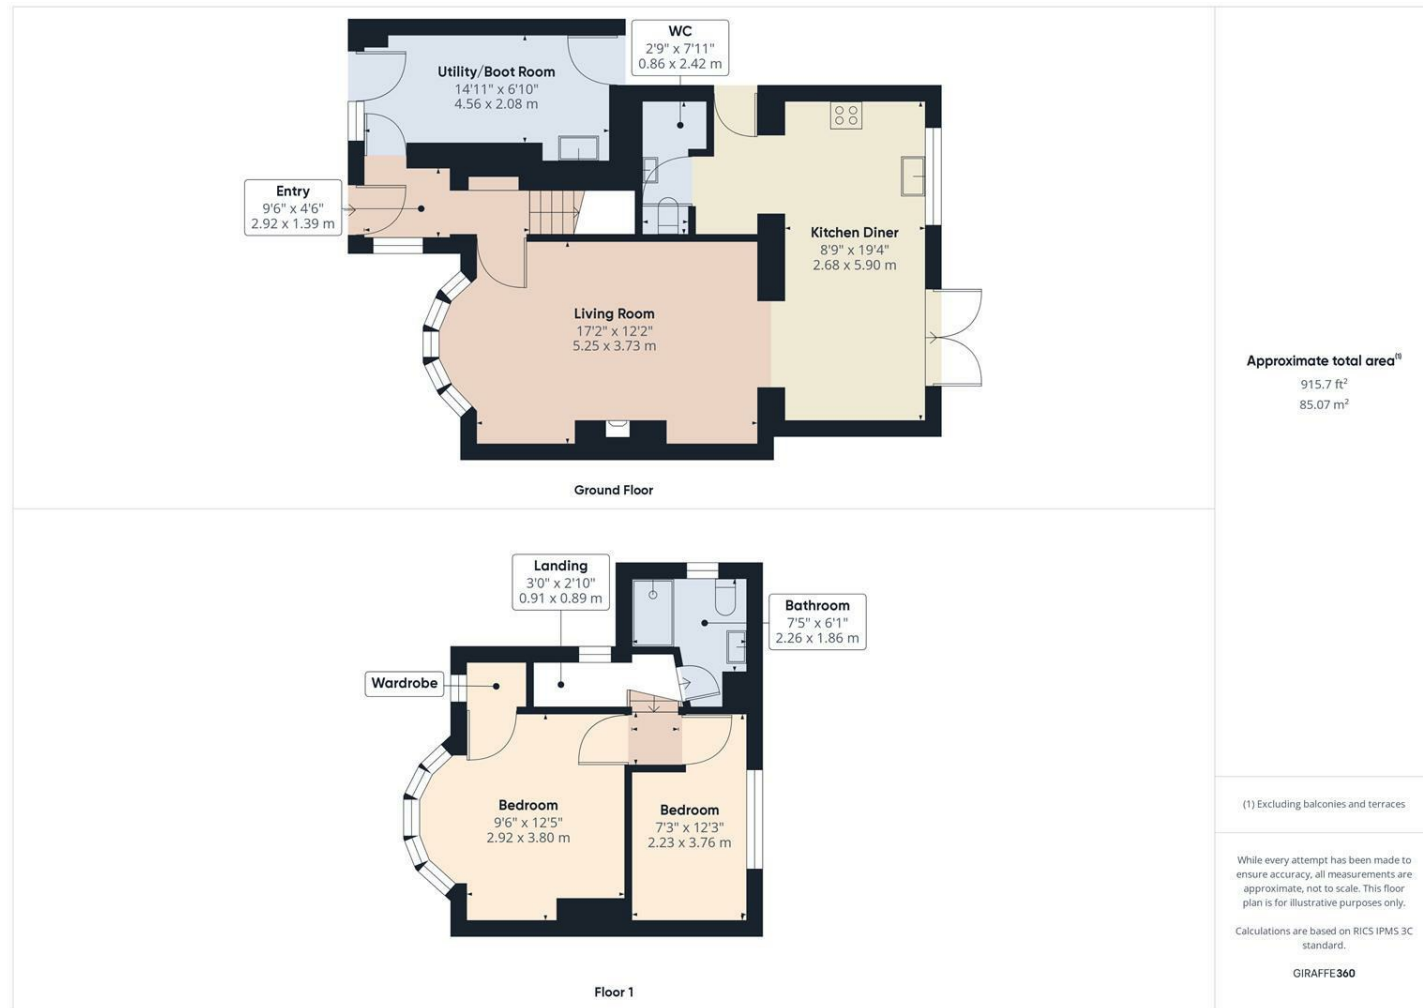 WC
2'9" x 7'11"
0.86 x 2.42 m
Utility/Boot Room
14'11" x 6'10"
4.56 x 2.08 m
Entry
9'6" x 4'6"
2.92 x 1.39 m
Kitchen Diner
8'9" x 19'4"
2.68 x 5.90 m
Living Room
17'2" x 12'2"
5.25 x 3.73 m
Ground Floor
Approximate total area⁽¹⁾
915.7 ft²
85.07 m²
Landing
3'0" x 2'10"
0.91 x 0.89 m
Bathroom
7'5" x 6'1"
2.26 x 1.86 m
Wardrobe
Bedroom
9'6" x 12'5"
2.92 x 3.80 m
Bedroom
7'3" x 12'3"
2.23 x 3.76 m
Floor 1
(1) Excluding balconies and terraces
While every attempt has been made to
ensure accuracy, all measurements are
approximate, not to scale. This floor
plan is for illustrative purposes only.
Calculations are based on RICS IPMS 3C
standard.
GIRAFFE360